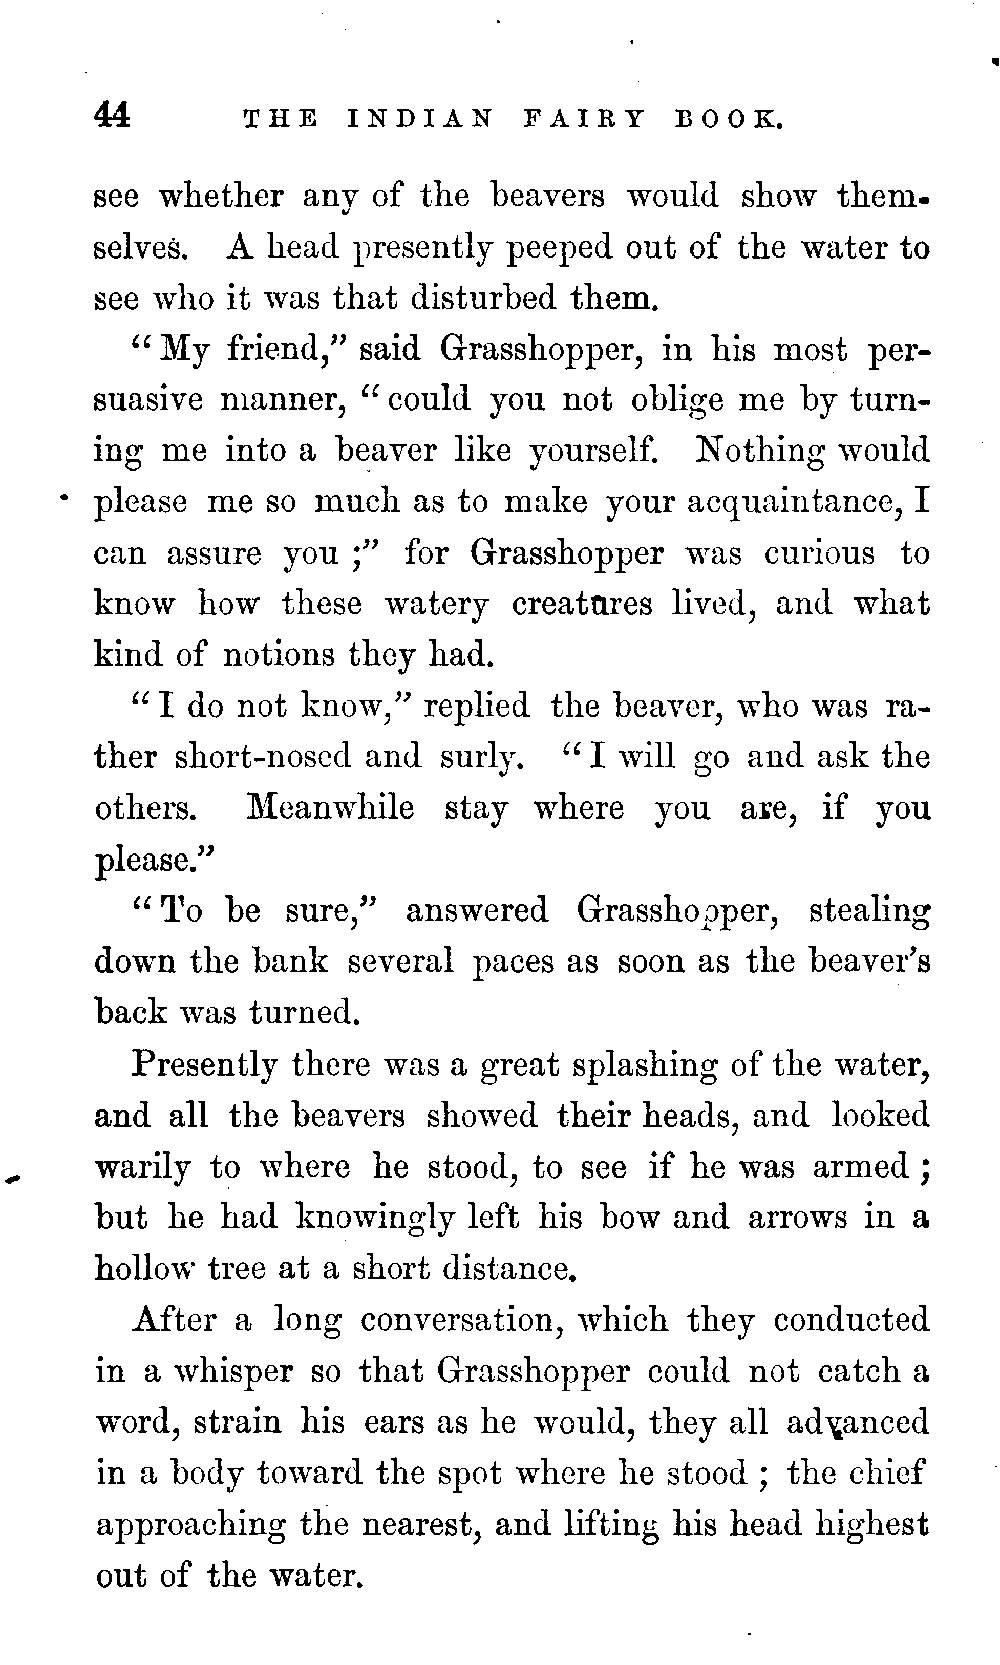 44 THE INDIAN FAIRY BOOK.
see whether any of the beavers would show them-
selves. A head presently peeped out of the water to
see who it was that disturbed them.
“My friend,” said Grasshopper, in his most per-
suasive manner, “could you not oblige me by turn-
ing me into a beaver like yourself. Nothing would
please me so much as to make your acquaintance, I
can assure you ;” for Grasshopper was curious to
know how these watery creatures lived, and what
kind of notions they had.
“I do not know,” replied the beaver, who was ra-
ther short-nosed and surly. “I will go and ask the
others. Meanwhile stay where you are, if you
please.”
“To be sure,” answered Grasshopper, stealing
down the bank several paces as soon as the beaver’s
back was turned.
Presently there was a great splashing of the water,
and all the beavers showed their heads, and looked
warily to where he stood, to see if he was armed ;
but he had knowingly left his bow and arrows in a
hollow tree at a short distance.
After a long conversation, which they conducted
in a whisper so that Grasshopper could not catch a
word, strain his ears as he would, they all advanced
in a body toward the spot where he stood ; the chief
approaching the nearest, and lifting his head highest
out of the water.